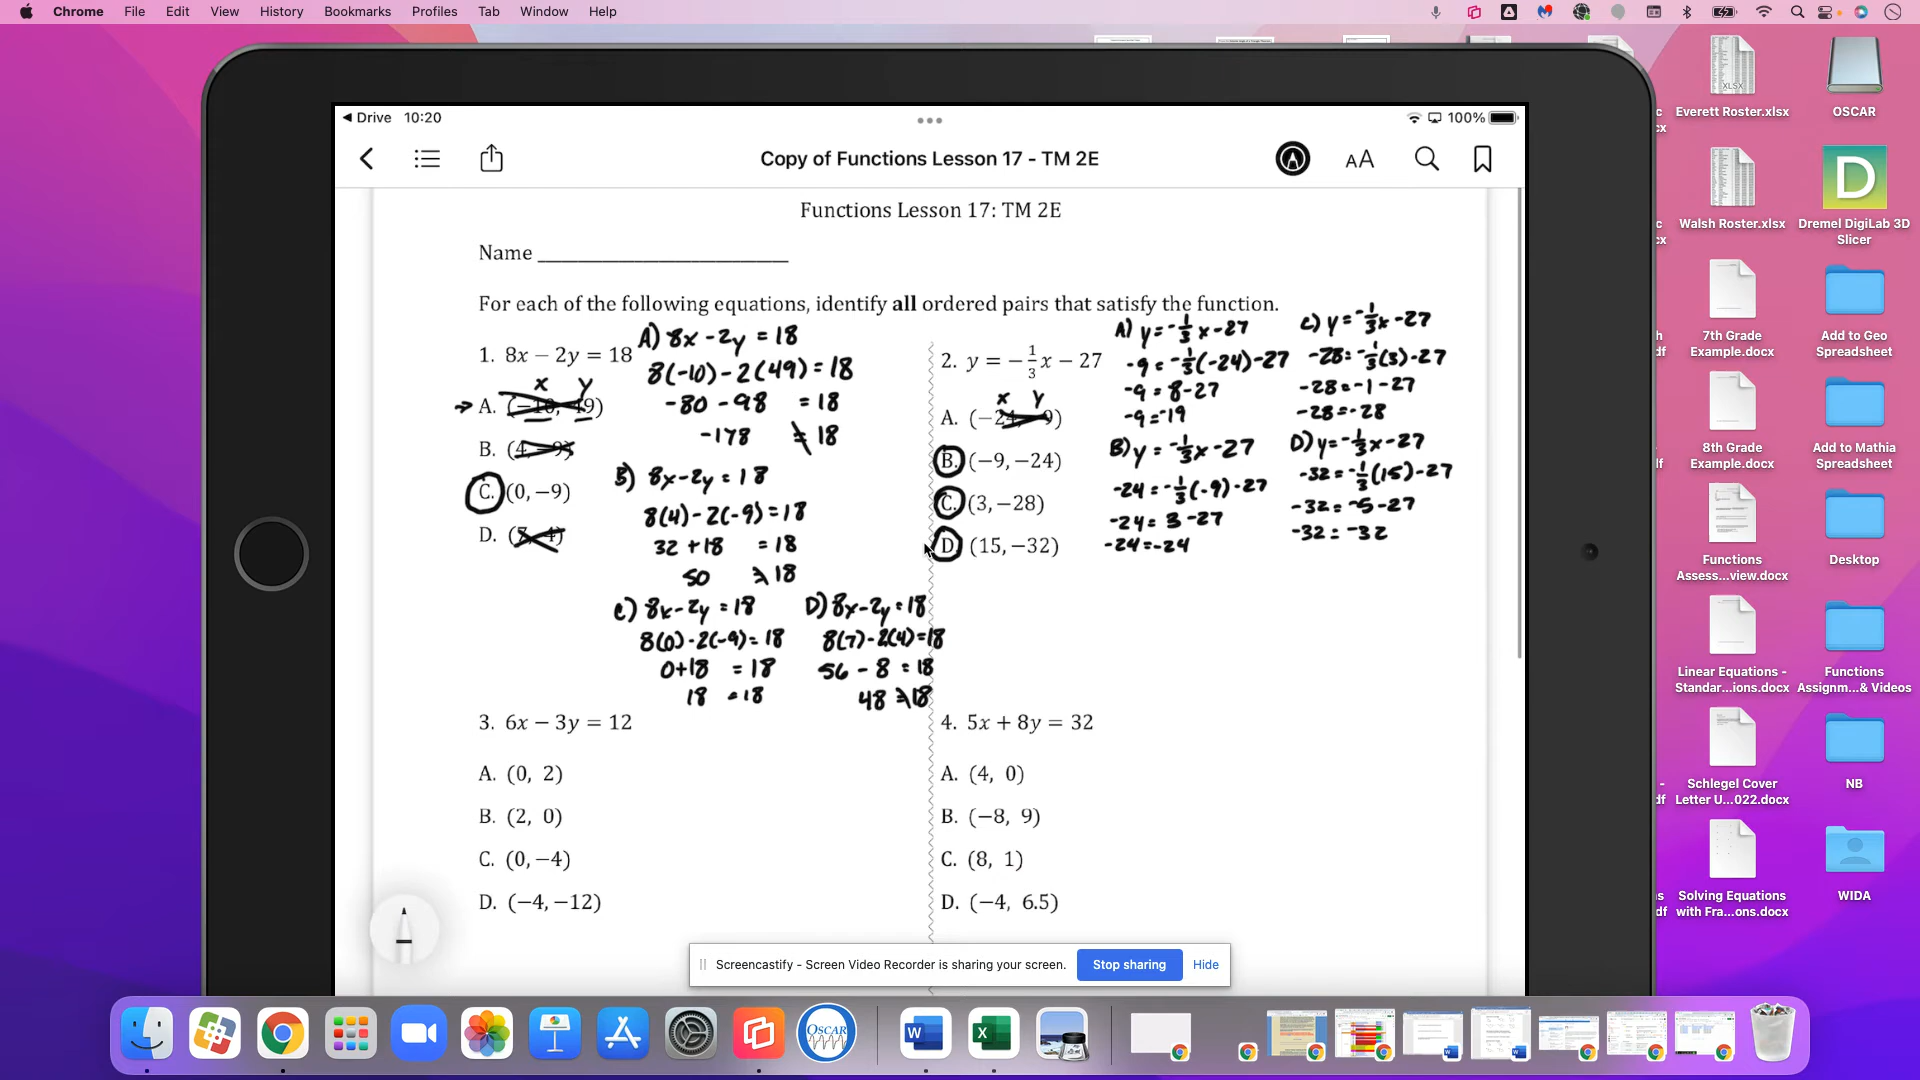 Chrome File Edit View History Bookmarks Profiles Tab Window Help
Drive 10:20
100%
Copy of Functions Lesson 17 - TM 2E
AA
Functions Lesson 17: TM 2E
Name
For each of the following equations, identify all ordered pairs that satisfy the function.
1. 8x − 2y = 18
x y
A. (−10, 49)
B. (4, −9)
C. (0, −9)
D. (7, 4)
A) 8x - 2y = 18
8(-10) - 2(49) = 18
-80 - 98 = 18
-178 ≠ 18
B) 8x - 2y = 18
8(4) - 2(-9) = 18
32 + 18 = 18
50 ≠ 18
C) 8x - 2y = 18
8(0) - 2(-9) = 18
0 + 18 = 18
18 = 18
D) 8x - 2y = 18
8(7) - 2(4) = 18
56 - 8 = 18
48 ≠ 18
2. y = −1/3x − 27
x y
A. (−24, −9)
B. (−9, −24)
C. (3, −28)
D. (15, −32)
A) y = -1/3x - 27
-9 = -1/3(-24) - 27
-9 = 8 - 27
-9 = -19
B) y = -1/3x - 27
-24 = -1/3(-9) - 27
-24 = 3 - 27
-24 = -24
C) y = -1/3x - 27
-28 = -1/3(3) - 27
-28 = -1 - 27
-28 = -28
D) y = -1/3x - 27
-32 = -1/3(15) - 27
-32 = -5 - 27
-32 = -32
3. 6x − 3y = 12
A. (0, 2)
B. (2, 0)
C. (0, −4)
D. (−4, −12)
4. 5x + 8y = 32
A. (4, 0)
B. (−8, 9)
C. (8, 1)
D. (−4, 6.5)
Screencastify - Screen Video Recorder is sharing your screen. Stop sharing Hide
XLSX
Everett Roster.xlsx
OSCAR
Walsh Roster.xlsx
D
Dremel DigiLab 3D
Slicer
7th Grade
Example.docx
Add to Geo
Spreadsheet
8th Grade
Example.docx
Add to Mathia
Spreadsheet
Functions
Assess...view.docx
Desktop
Linear Equations -
Standar...ions.docx
Functions
Assignm...& Videos
Schlegel Cover
Letter U...022.docx
NB
Solving Equations
with Fra...ons.docx
WIDA
OSCAR
W
X